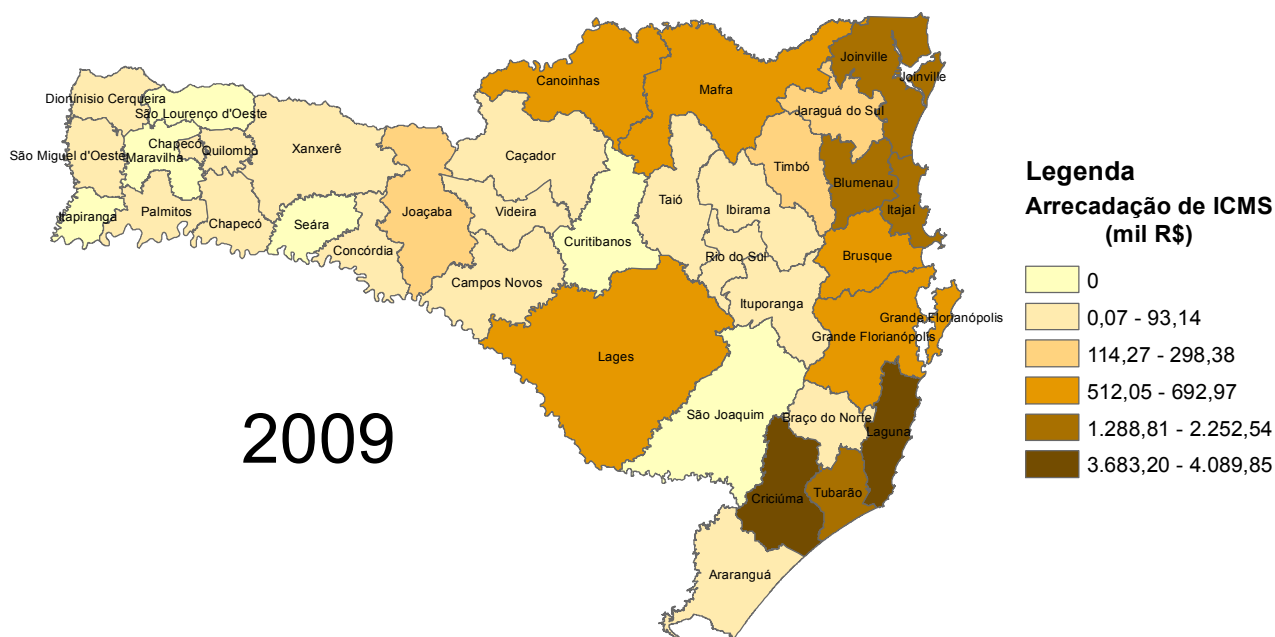 Joinville
Canoinhas
Joinville
Mafra
Dionísio Cerqueira
Jaraguá do Sul
São Lourenço d'Oeste
Chapecó
Quilombo
Xanxerê
São Miguel d'Oeste
Maravilha
Caçador
Timbó
Blumenau
Taió
Ibirama
Palmitos
Joaçaba
Videira
Itajaí
Itapiranga
Chapecó
Seára
Curitibanos
Concórdia
Rio do Sul
Brusque
Campos Novos
Ituporanga
Grande Florianópolis
Grande Florianópolis
Lages
São Joaquim
Braço do Norte
Laguna
Criciúma
Tubarão
Araranguá
2009
Legenda
Arrecadação de ICMS
(mil R$)
0
0,07 - 93,14
114,27 - 298,38
512,05 - 692,97
1.288,81 - 2.252,54
3.683,20 - 4.089,85